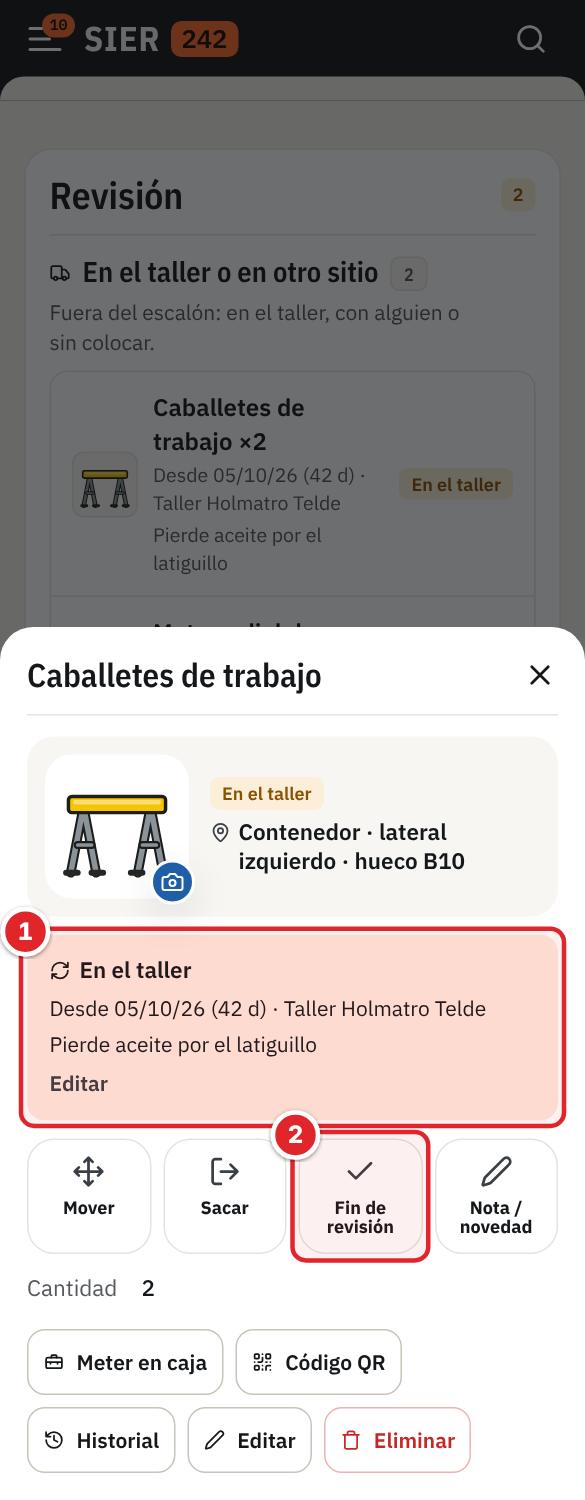 10
SIER 242
Revisión 2
En el taller o en otro sitio 2
Fuera del escalón: en el taller, con alguien o
sin colocar.
Caballetes de
trabajo ×2
Desde 05/10/26 (42 d) ·
Taller Holmatro Telde
En el taller
Pierde aceite por el
latiguillo
Caballetes de trabajo
En el taller
Contenedor · lateral
izquierdo · hueco B10
1
En el taller
Desde 05/10/26 (42 d) · Taller Holmatro Telde
Pierde aceite por el latiguillo
Editar
2
Mover
Sacar
Fin de
revisión
Nota /
novedad
Cantidad 2
Meter en caja
Código QR
Historial
Editar
Eliminar